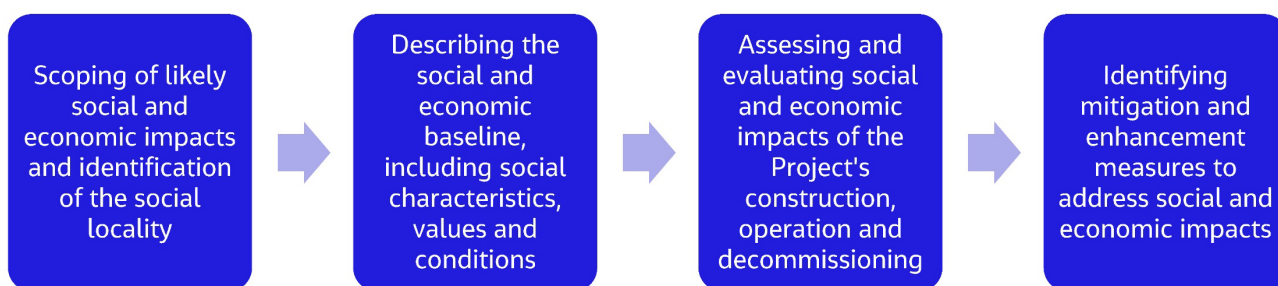 Scoping of likely
social and
economic impacts
and identification
of the social
locality
Describing the
social and
economic
baseline,
including social
characteristics,
values and
conditions
Assessing and
evaluating social
and economic
impacts of the
Project's
construction,
operation and
decommissioning
Identifying
mitigation and
enhancement
measures to
address social and
economic impacts